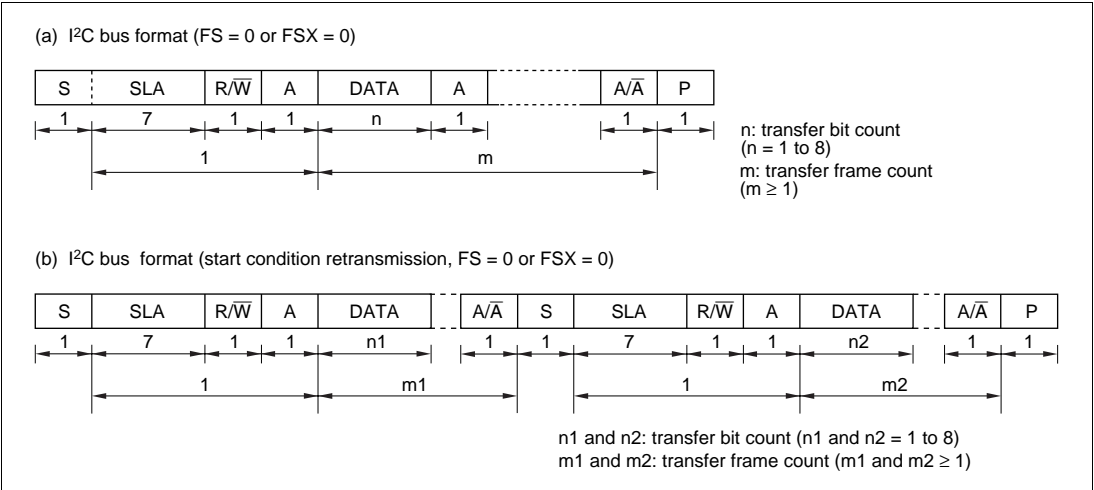 (a) I²C bus format (FS = 0 or FSX = 0)
S SLA R/W̅ A DATA A A/A̅ P
1 7 1 1 n 1 1 1
1 m
n: transfer bit count
(n = 1 to 8)
m: transfer frame count
(m ≥ 1)
(b) I²C bus format (start condition retransmission, FS = 0 or FSX = 0)
S SLA R/W̅ A DATA A/A̅ S SLA R/W̅ A DATA A/A̅ P
1 7 1 1 n1 1 1 7 1 1 n2 1 1
1 m1 1 m2
n1 and n2: transfer bit count (n1 and n2 = 1 to 8)
m1 and m2: transfer frame count (m1 and m2 ≥ 1)